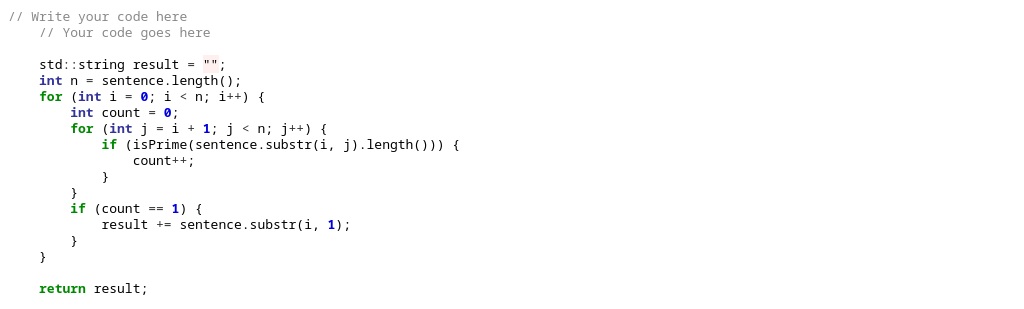 // Write your code here
    // Your code goes here

    std::string result = "";
    int n = sentence.length();
    for (int i = 0; i < n; i++) {
        int count = 0;
        for (int j = i + 1; j < n; j++) {
            if (isPrime(sentence.substr(i, j).length())) {
                count++;
            }
        }
        if (count == 1) {
            result += sentence.substr(i, 1);
        }
    }

    return result;